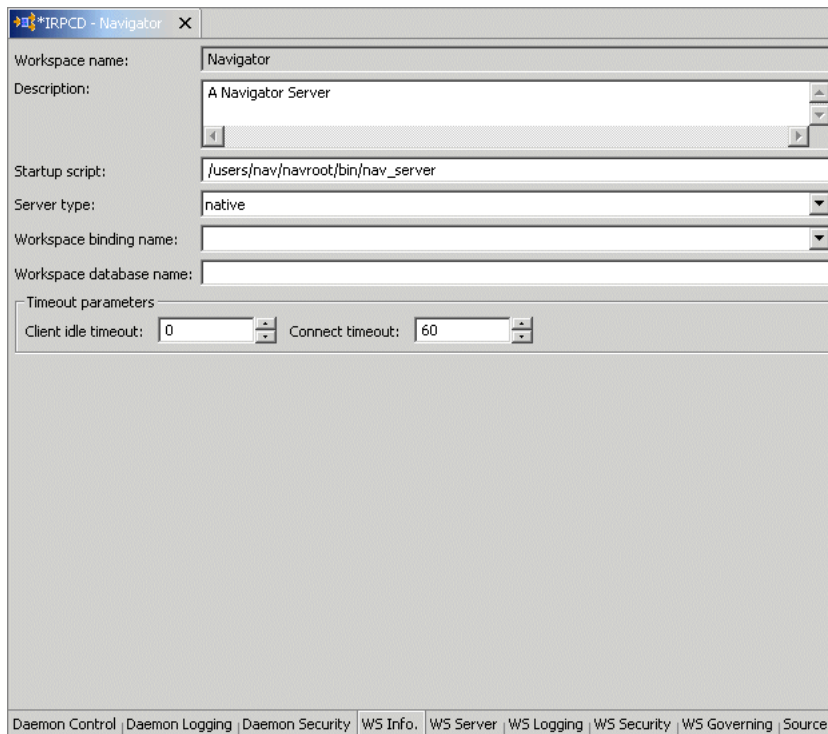 *IRPCD - Navigator
Workspace name: Navigator
Description: A Navigator Server
Startup script: /users/nav/navroot/bin/nav_server
Server type: native
Workspace binding name:
Workspace database name:
Timeout parameters
Client idle timeout: 0 Connect timeout: 60
Daemon Control Daemon Logging Daemon Security WS Info. WS Server WS Logging WS Security WS Governing Source